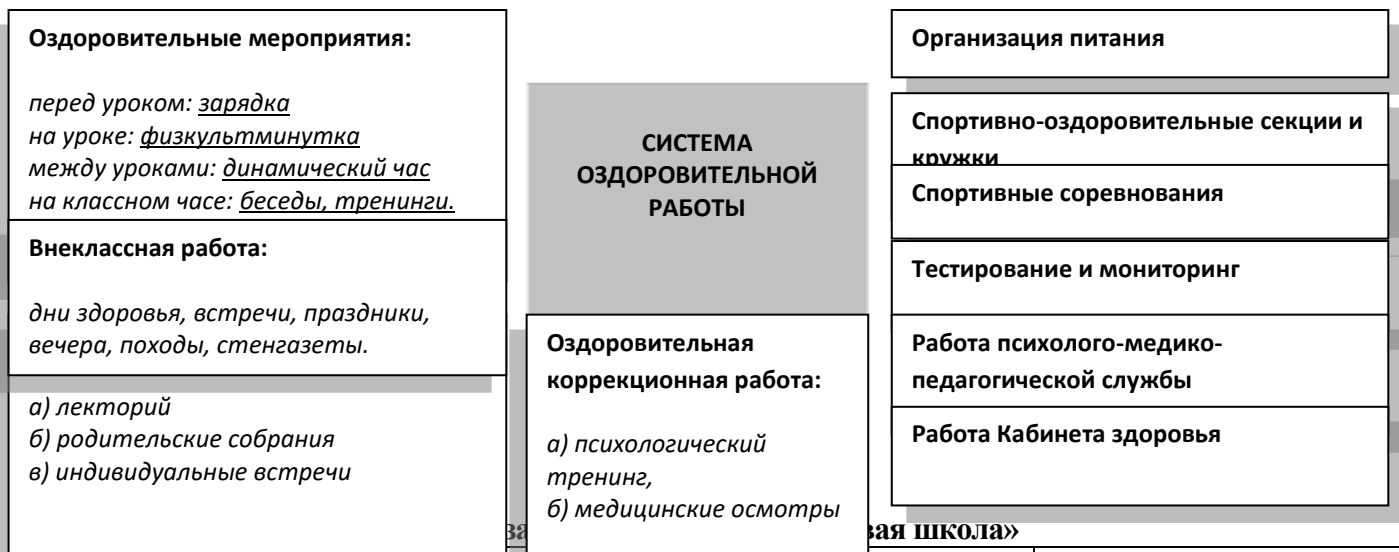 Оздоровительные мероприятия:
перед уроком: зарядка
на уроке: физкультминутка
между уроками: динамический час
на классном часе: беседы, тренинги.
Внеклассная работа:
дни здоровья, встречи, праздники,
вечера, походы, стенгазеты.
а) лекторий
б) родительские собрания
в) индивидуальные встречи
СИСТЕМА
ОЗДОРОВИТЕЛЬНОЙ
РАБОТЫ
Оздоровительная
коррекционная работа:
а) психологический
тренинг,
б) медицинские осмотры
Организация питания
Спортивно-оздоровительные секции и
кружки
Спортивные соревнования
Тестирование и мониторинг
Работа психолого-медико-
педагогической службы
Работа Кабинета здоровья
школа»